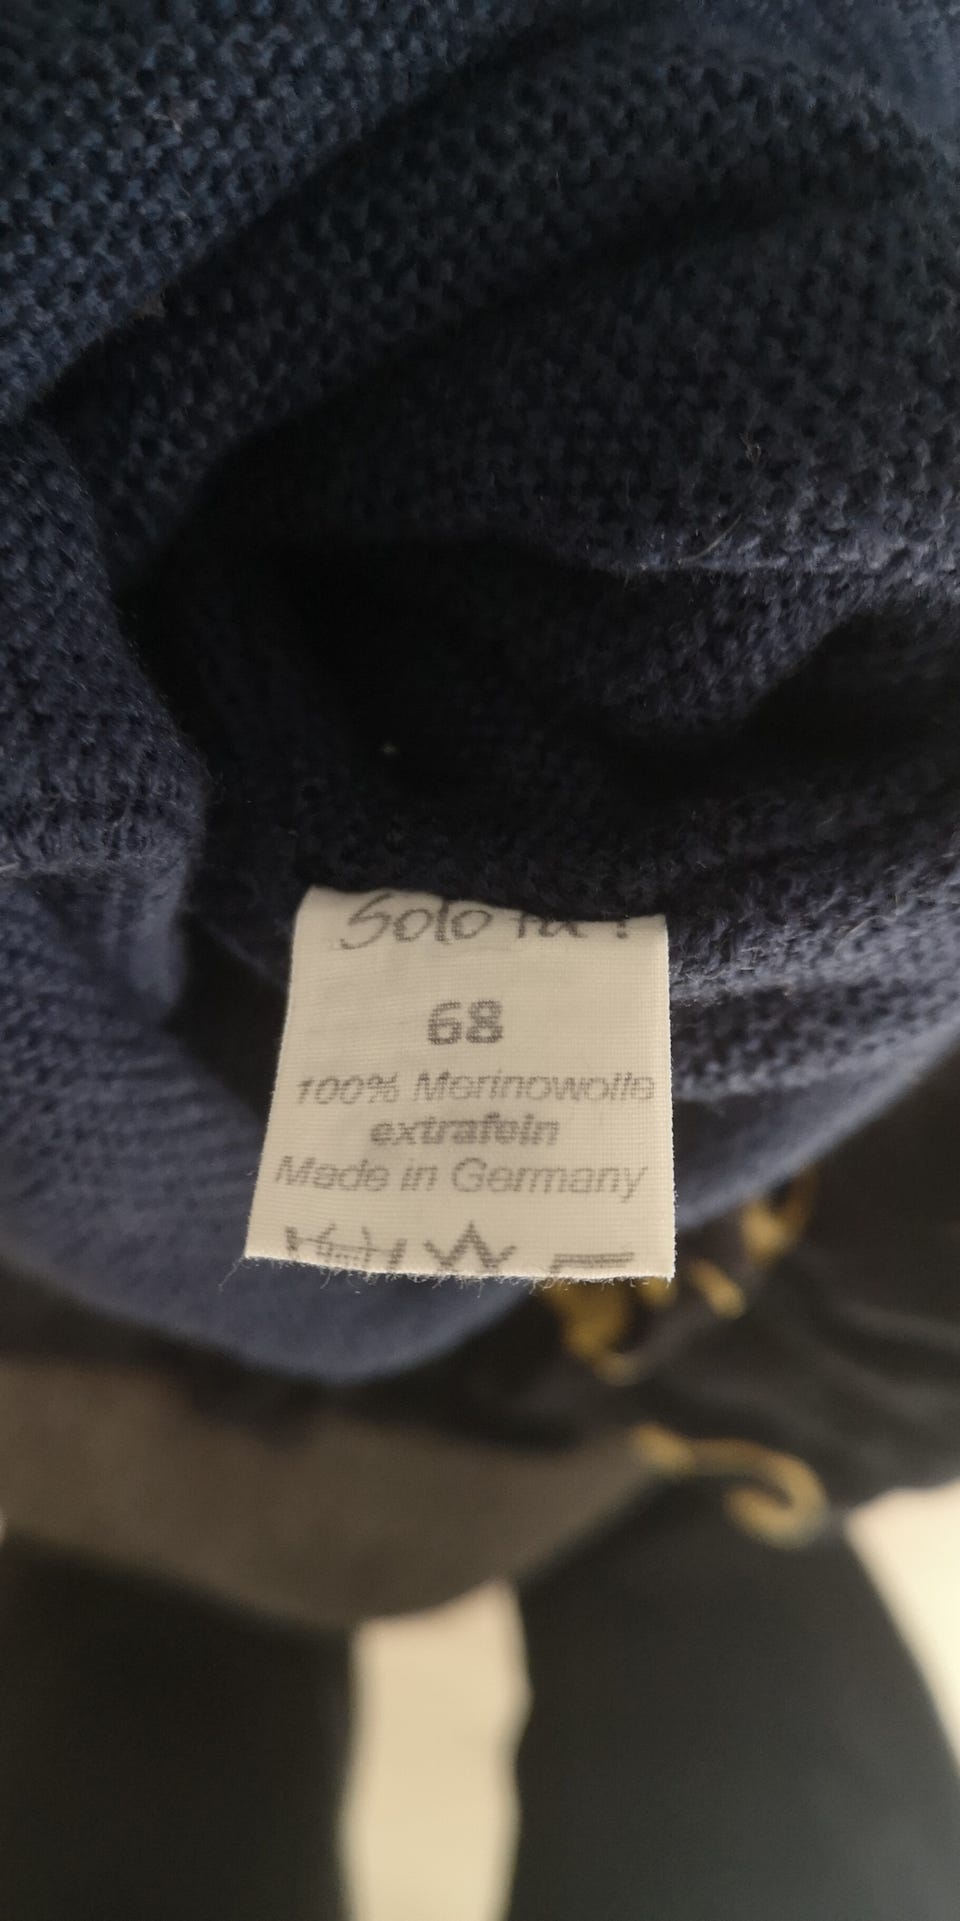 Solo
68
100% Merinowolle
extrafein
Made in Germany